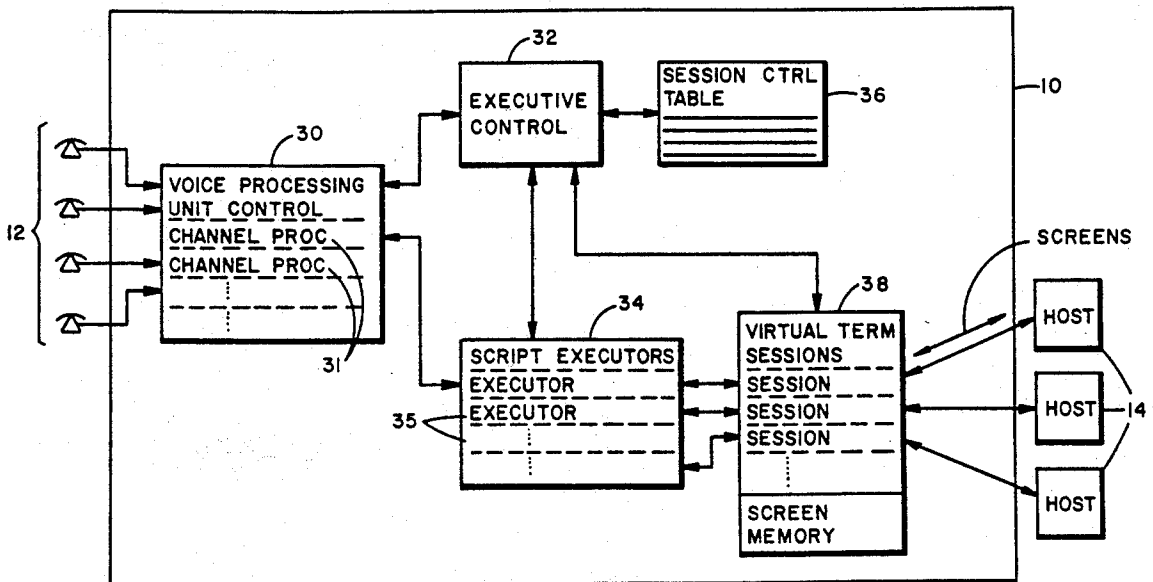 32
EXECUTIVE
CONTROL
SESSION CTRL
TABLE
36
10
30
VOICE PROCESSING
UNIT CONTROL
CHANNEL PROC
CHANNEL PROC
31
12
SCREENS
34
SCRIPT EXECUTORS
EXECUTOR
EXECUTOR
35
38
VIRTUAL TERM
SESSIONS
SESSION
SESSION
SESSION
SCREEN
MEMORY
HOST
HOST
14
HOST